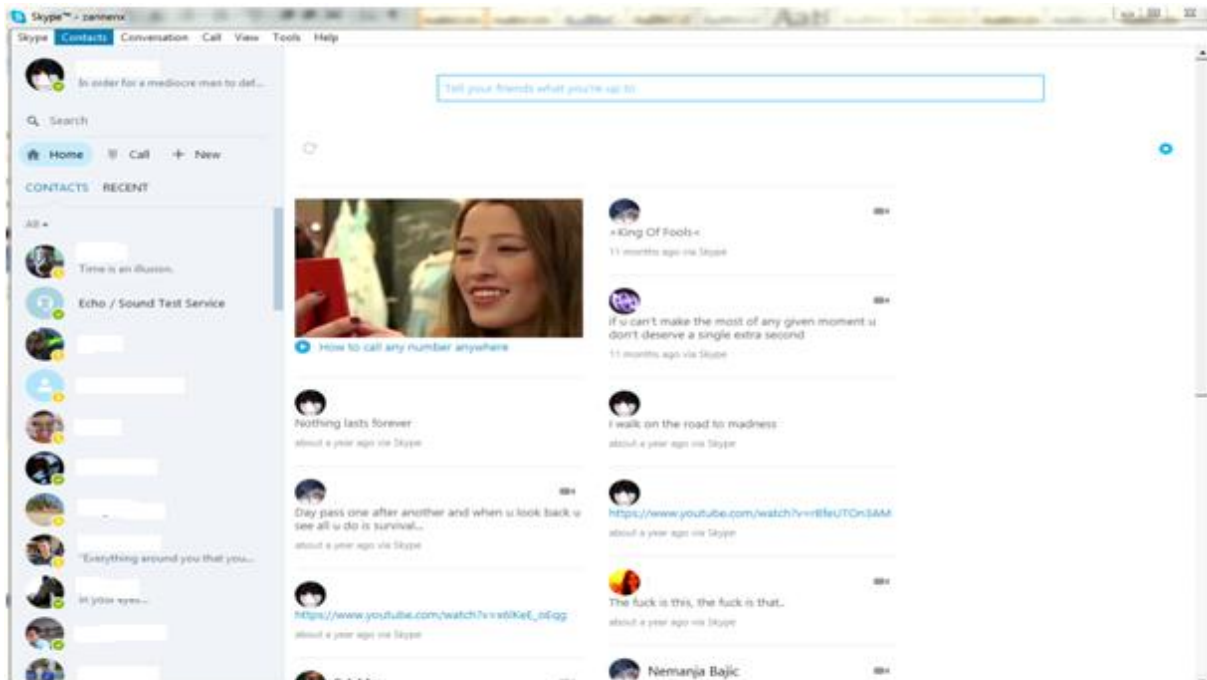 Skype™ - zannenx
Skype Contacts Conversation Call View Tools Help
In order for a mediocre man to def...
Search
Home Call + New
CONTACTS RECENT
All
Time is an illusion.
Echo / Sound Test Service
"Everything around you that you...
in your eyes...
Tell your friends what you're up to
How to call any number anywhere
Nothing lasts forever
about a year ago via Skype
Day pass one after another and when u look back u
see all u do is survival...
about a year ago via Skype
about a year ago via Skype
»King Of Fools«
11 months ago via Skype
if u can't make the most of any given moment u
don't deserve a single extra second
11 months ago via Skype
I walk on the road to madness
about a year ago via Skype
about a year ago via Skype
The fuck is this, the fuck is that..
about a year ago via Skype
Nemanja Bajic